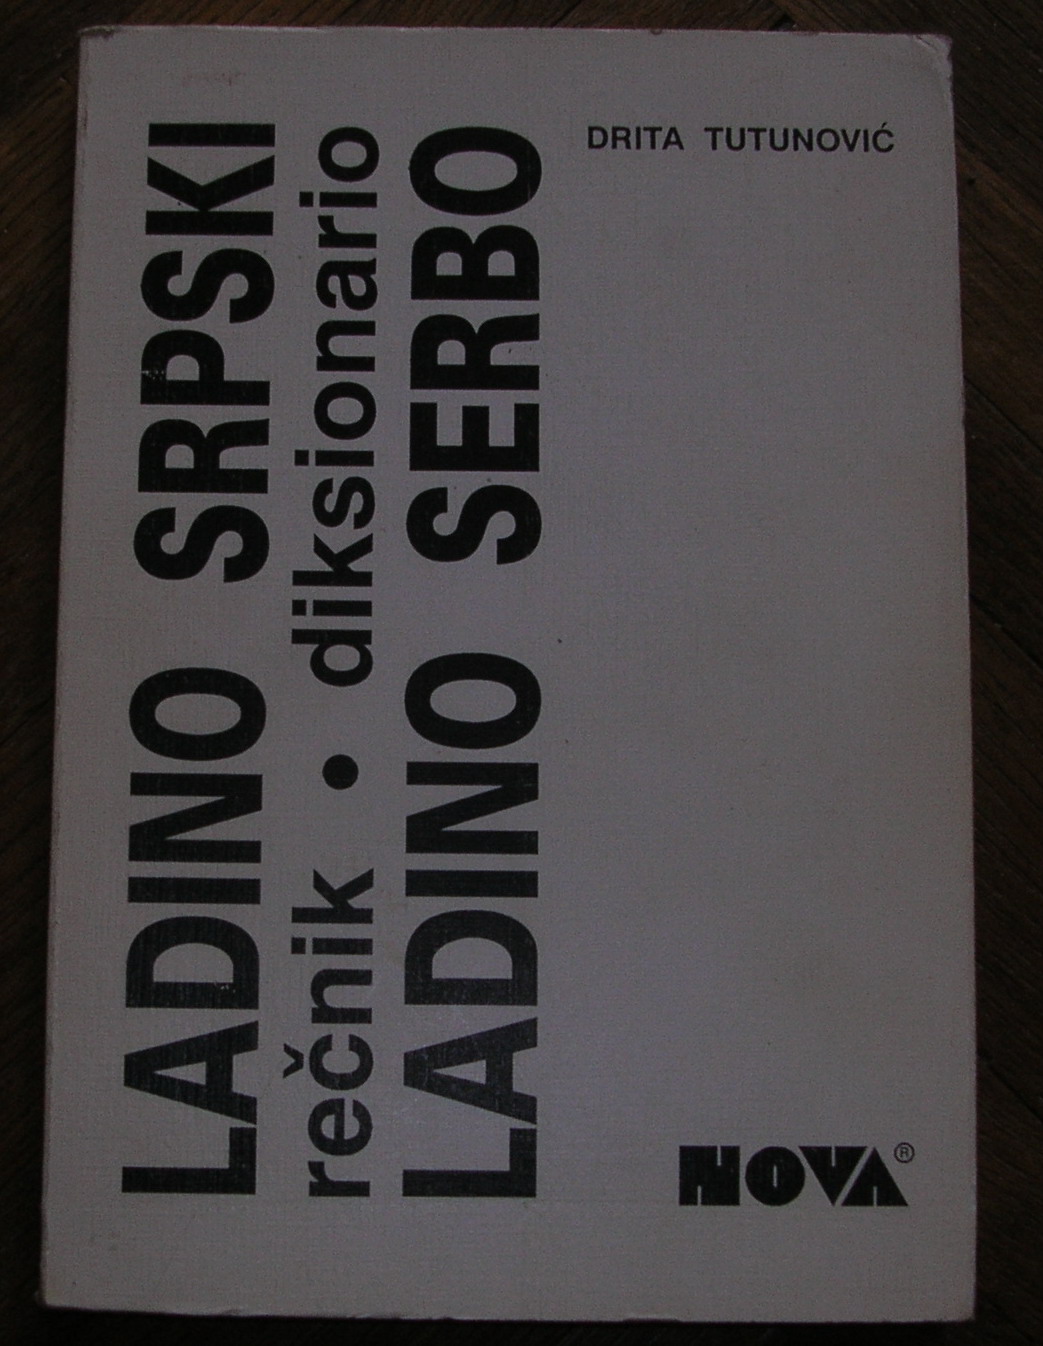 DRITA TUTUNOVIĆ
LADINO SRPSKI
rečnik • diksionario
LADINO SERBO
NOVA®